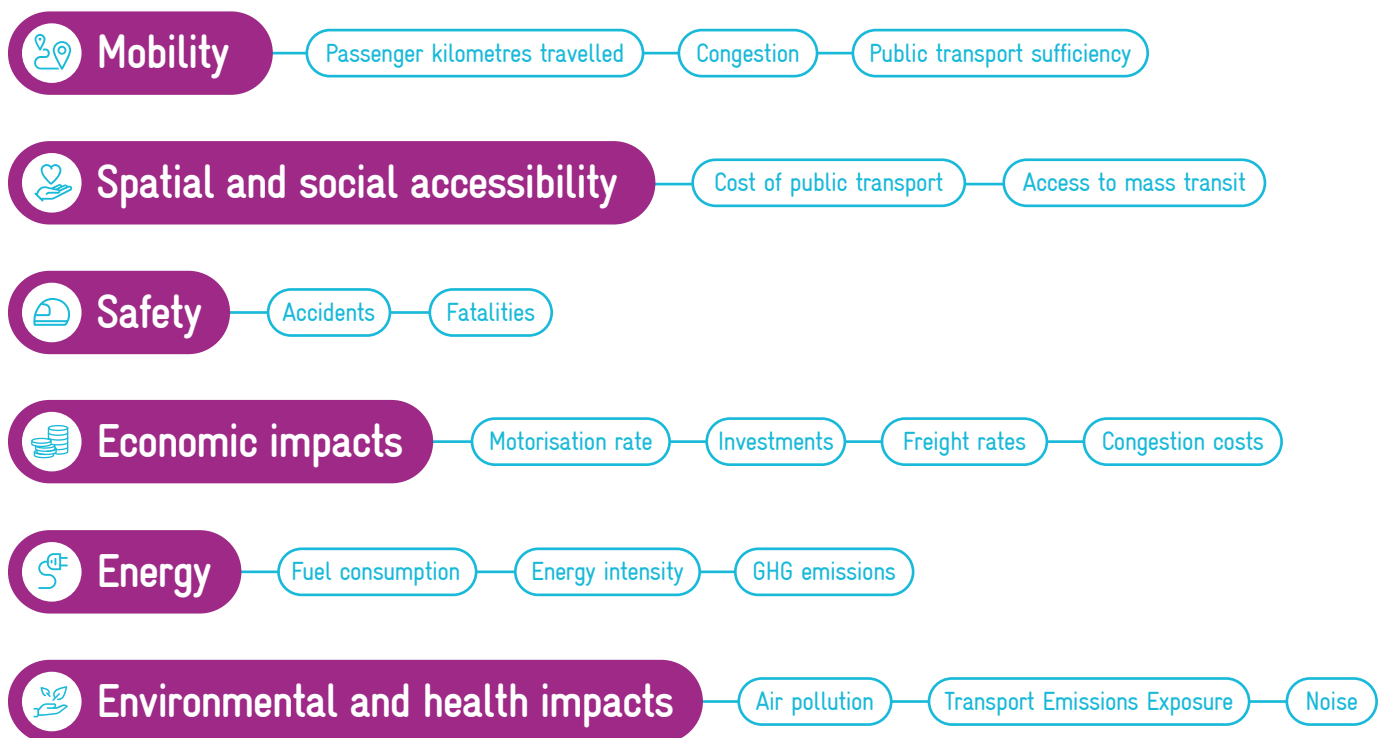 Mobility Passenger kilometres travelled Congestion Public transport sufficiency
Spatial and social accessibility Cost of public transport Access to mass transit
Safety Accidents Fatalities
Economic impacts Motorisation rate Investments Freight rates Congestion costs
Energy Fuel consumption Energy intensity GHG emissions
Environmental and health impacts Air pollution Transport Emissions Exposure Noise